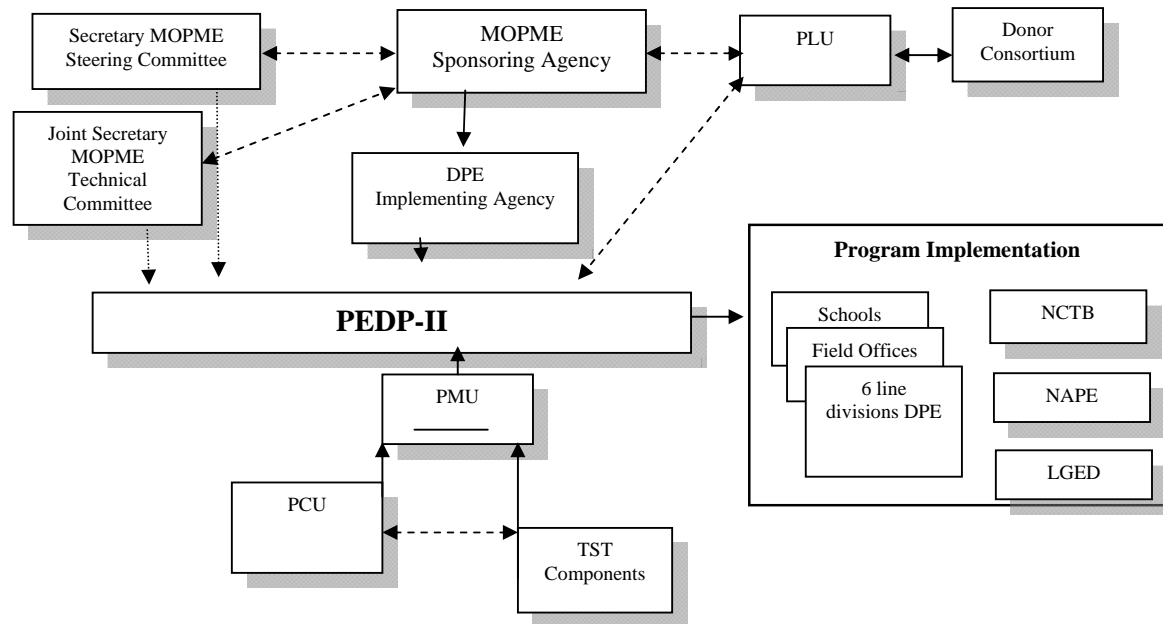 Secretary MOPME
Steering Committee
MOPME
Sponsoring Agency
PLU
Donor
Consortium
Joint Secretary
MOPME
Technical
Committee
DPE
Implementing Agency
PEDP-II
Program Implementation
Schools
Field Offices
6 line
divisions DPE
NCTB
NAPE
LGED
PMU
PCU
TST
Components